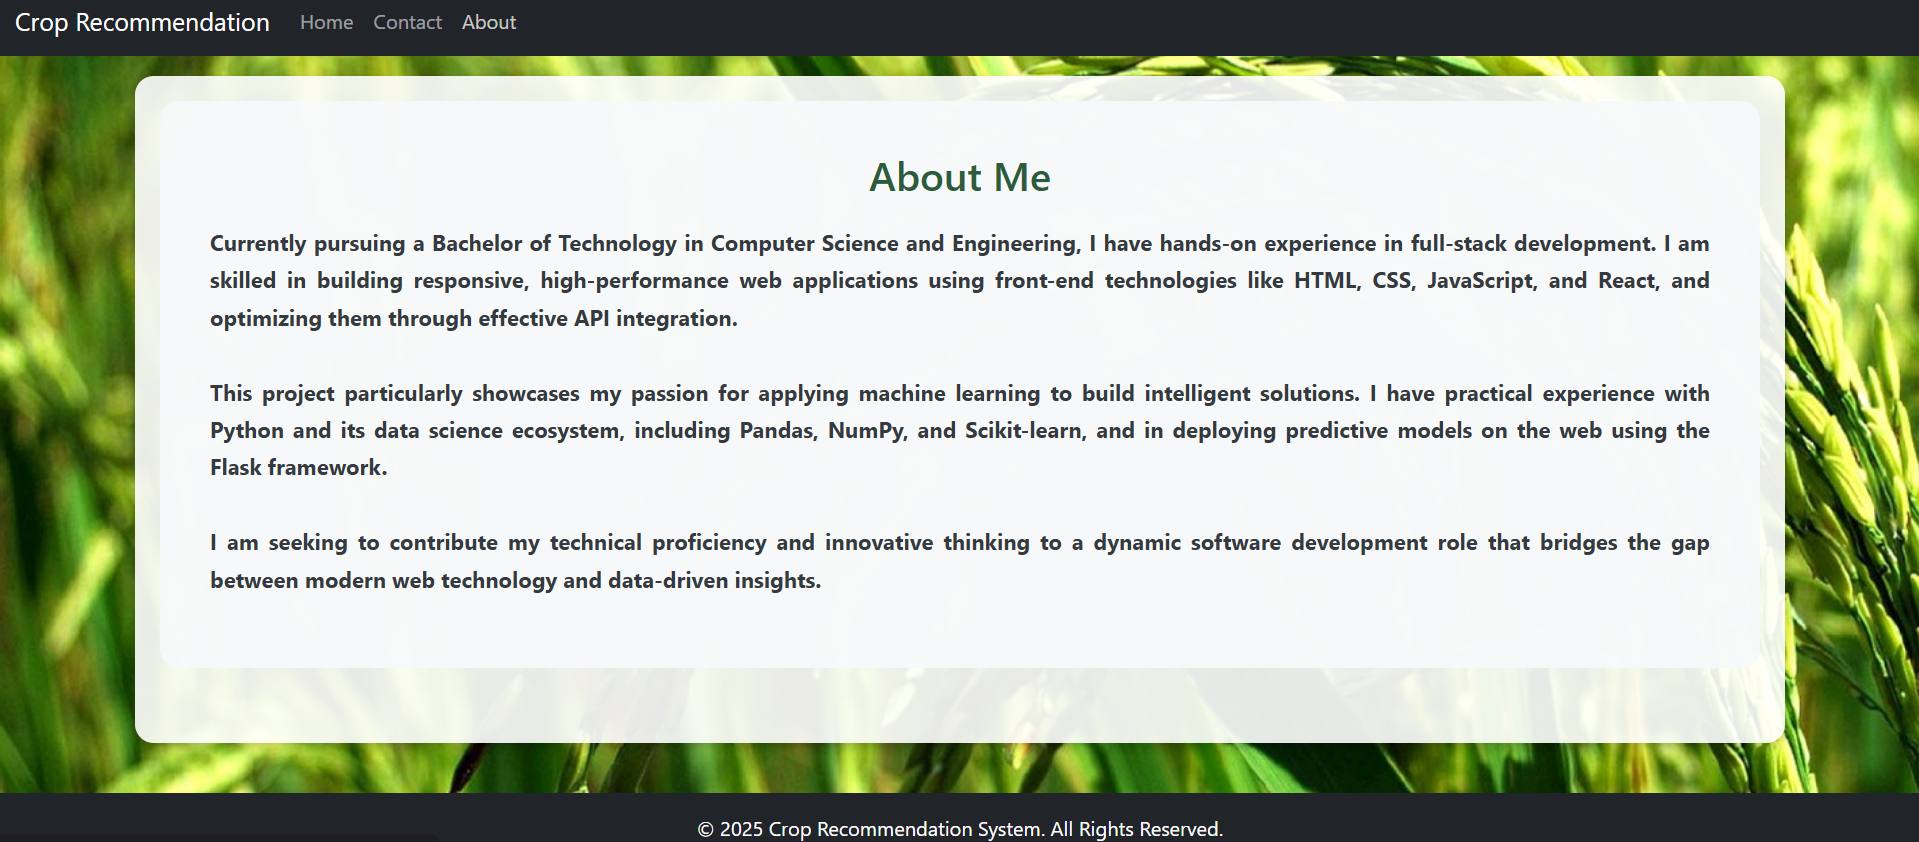 Crop Recommendation Home Contact About
About Me
Currently pursuing a Bachelor of Technology in Computer Science and Engineering, I have hands-on experience in full-stack development. I am
skilled in building responsive, high-performance web applications using front-end technologies like HTML, CSS, JavaScript, and React, and
optimizing them through effective API integration.
This project particularly showcases my passion for applying machine learning to build intelligent solutions. I have practical experience with
Python and its data science ecosystem, including Pandas, NumPy, and Scikit-learn, and in deploying predictive models on the web using the
Flask framework.
I am seeking to contribute my technical proficiency and innovative thinking to a dynamic software development role that bridges the gap
between modern web technology and data-driven insights.
© 2025 Crop Recommendation System. All Rights Reserved.